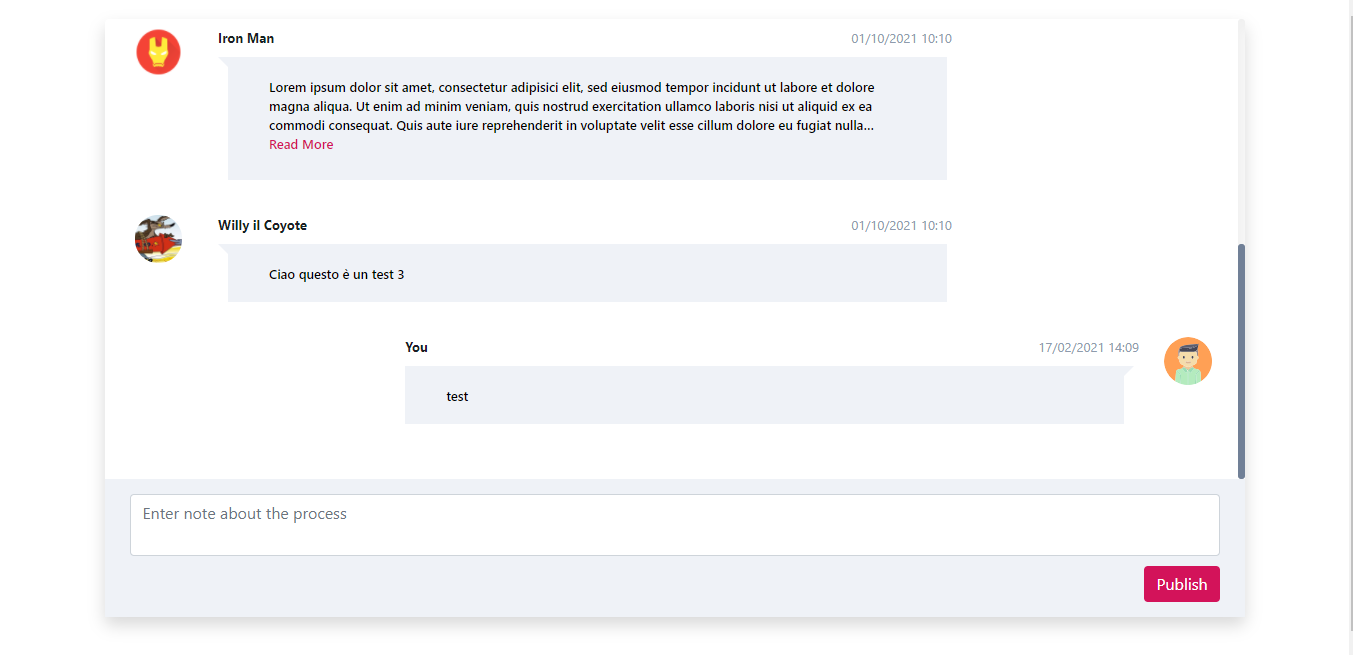 Iron Man 01/10/2021 10:10
Lorem ipsum dolor sit amet, consectetur adipisici elit, sed eiusmod tempor incidunt ut labore et dolore
magna aliqua. Ut enim ad minim veniam, quis nostrud exercitation ullamco laboris nisi ut aliquid ex ea
commodi consequat. Quis aute iure reprehenderit in voluptate velit esse cillum dolore eu fugiat nulla...
Read More
Willy il Coyote 01/10/2021 10:10
Ciao questo è un test 3
You 17/02/2021 14:09
test
Enter note about the process
Publish